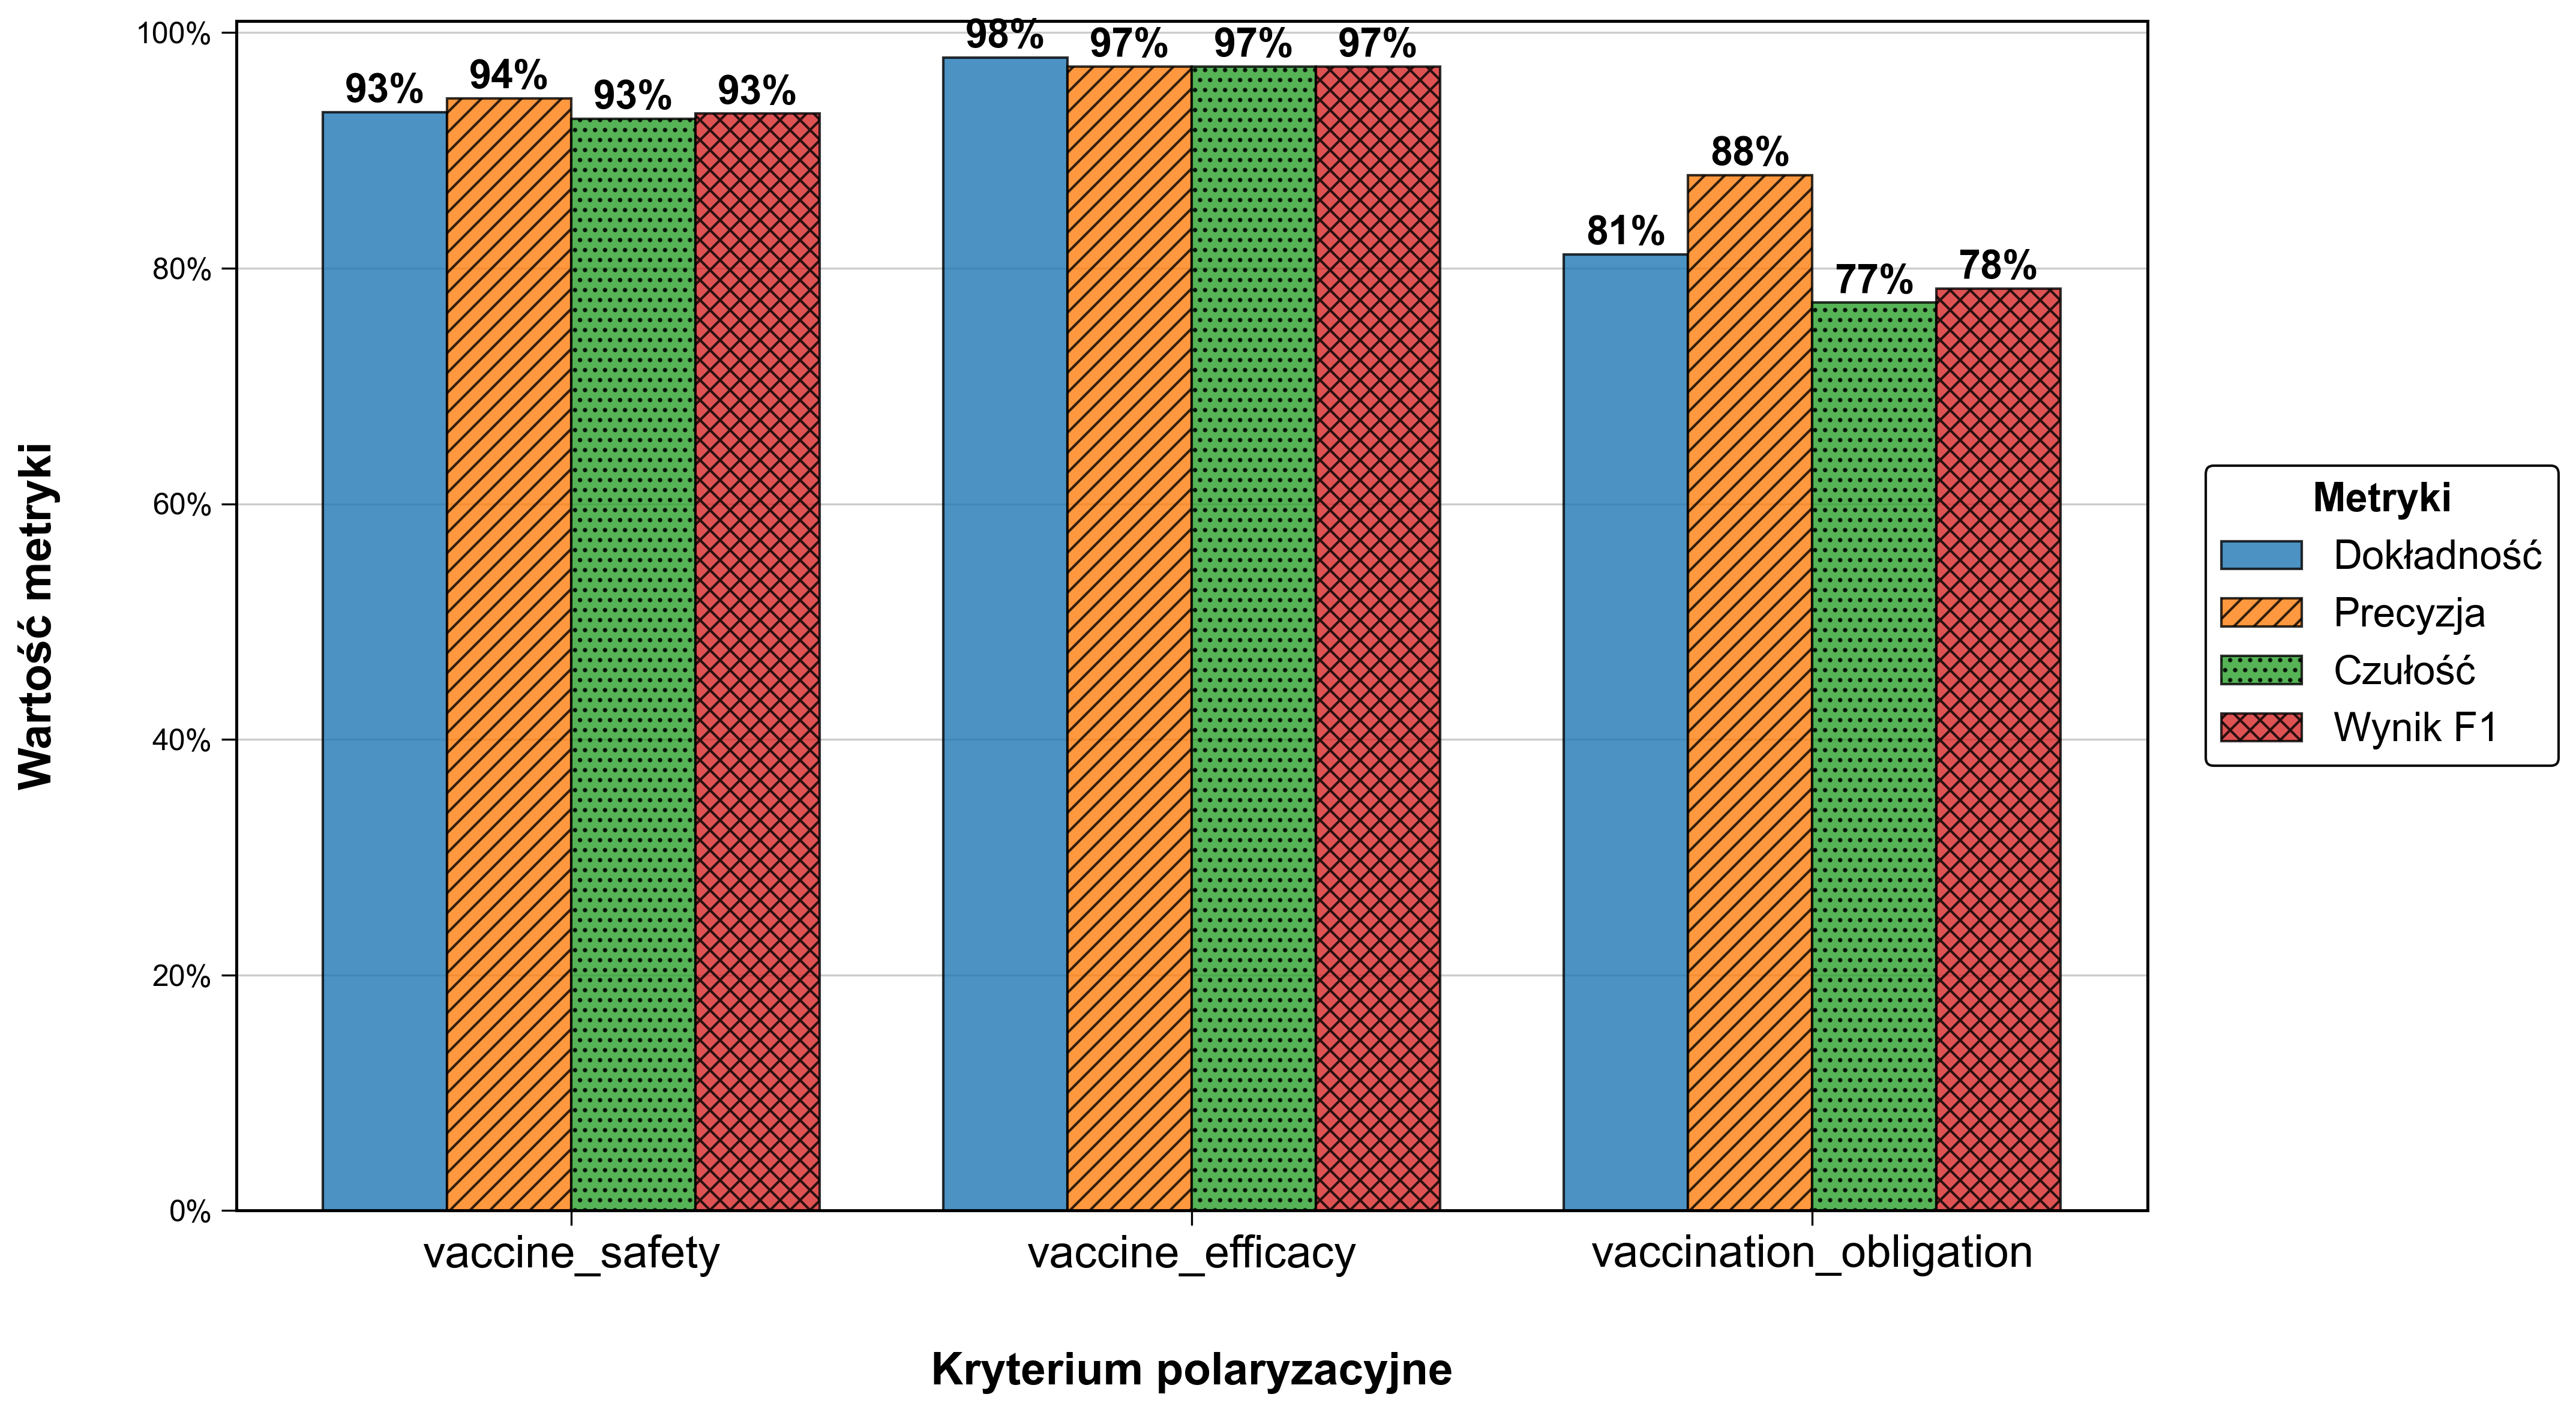 Wartość metryki
100%
80%
60%
40%
20%
0%
93%
94%
93%
93%
98%
97%
97%
97%
81%
88%
77%
78%
vaccine_safety
vaccine_efficacy
vaccination_obligation
Kryterium polaryzacyjne
Metryki
Dokładność
Precyzja
Czułość
Wynik F1